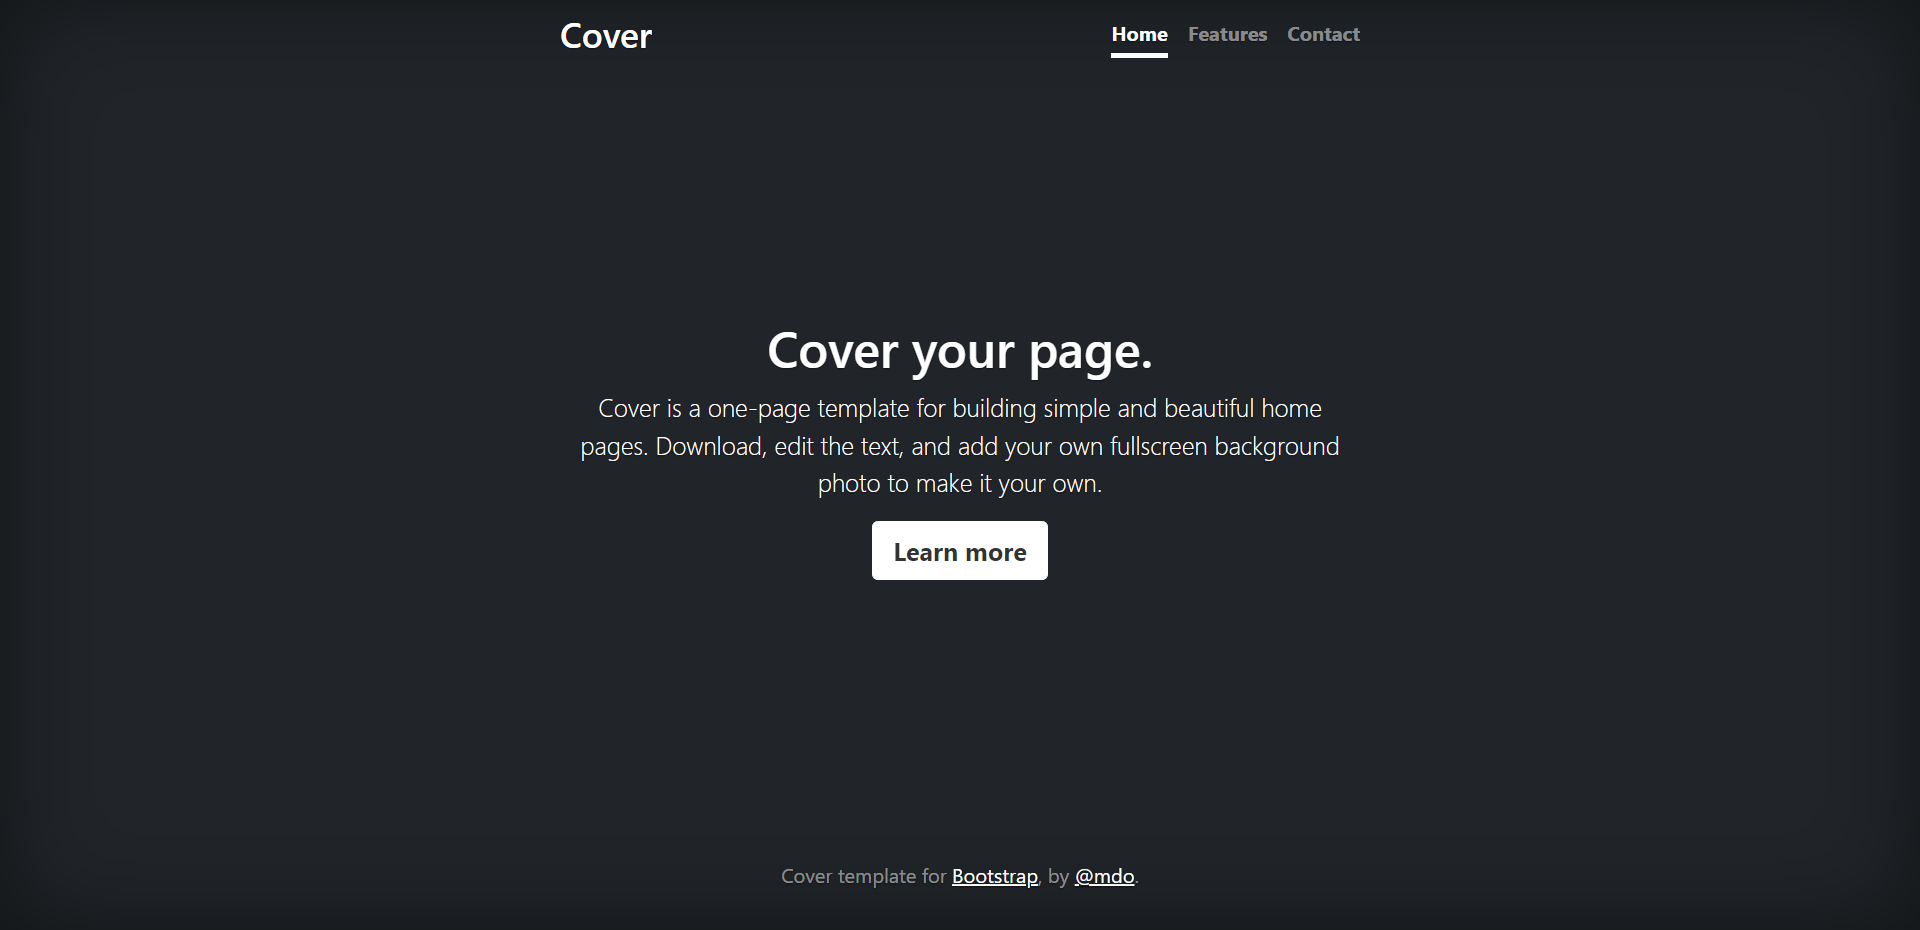 Cover
Home Features Contact
Cover your page.
Cover is a one-page template for building simple and beautiful home
pages. Download, edit the text, and add your own fullscreen background
photo to make it your own.
Learn more
Cover template for Bootstrap, by @mdo.